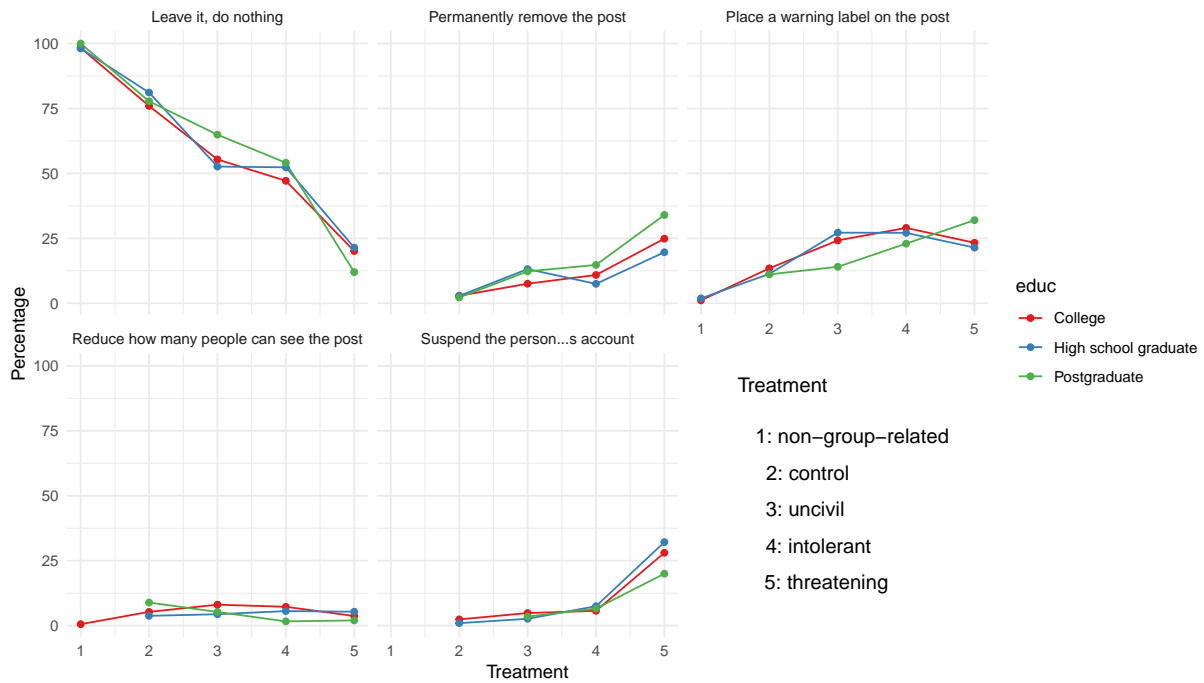 Leave it, do nothing
Permanently remove the post
Place a warning label on the post
100
75
50
25
0
1 2 3 4 5
Percentage
Reduce how many people can see the post
Suspend the person...s account
100
75
50
25
0
1 2 3 4 5
1 2 3 4 5
Treatment
Treatment
1: non−group−related
2: control
3: uncivil
4: intolerant
5: threatening
educ
College
High school graduate
Postgraduate